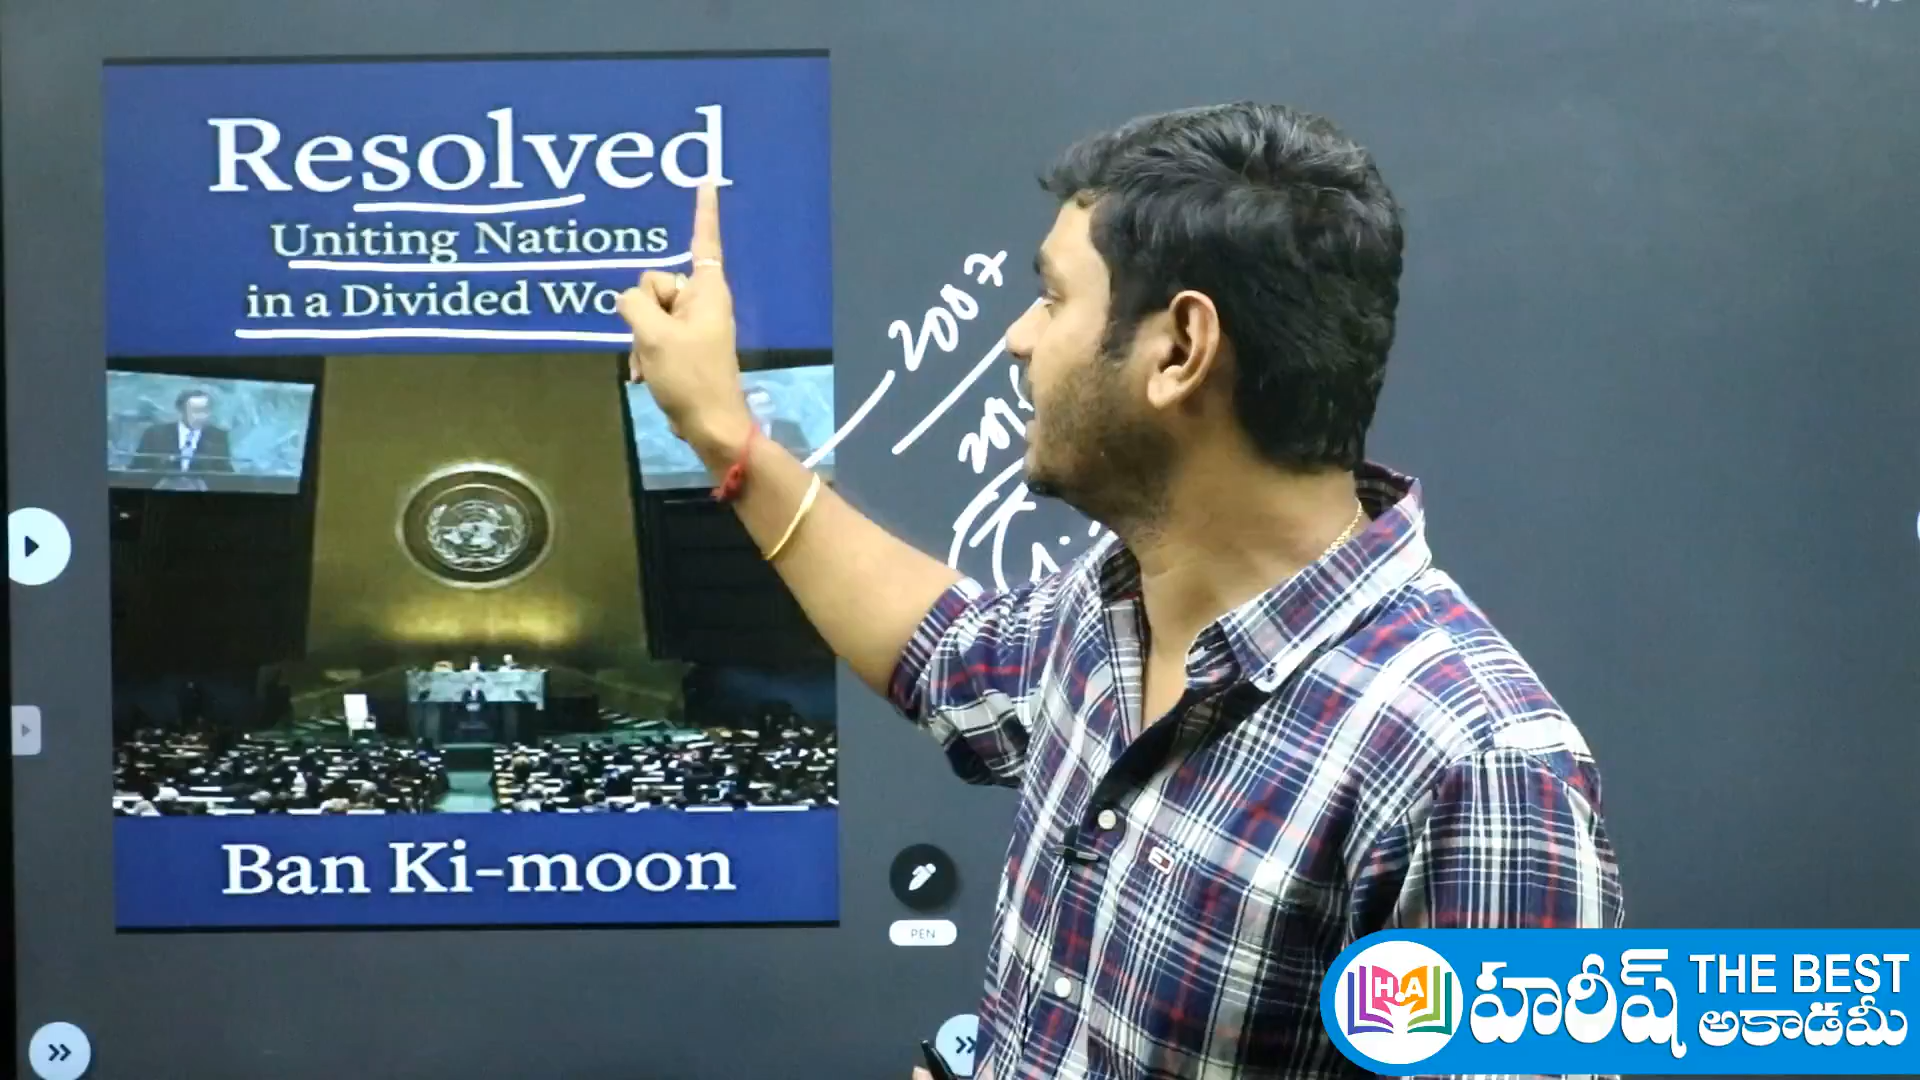 Resolved
Uniting Nations
in a Divided Wo
Ban Ki-moon
2007
PEN
H.A
హరీష్ THE BEST
అకాడమీ